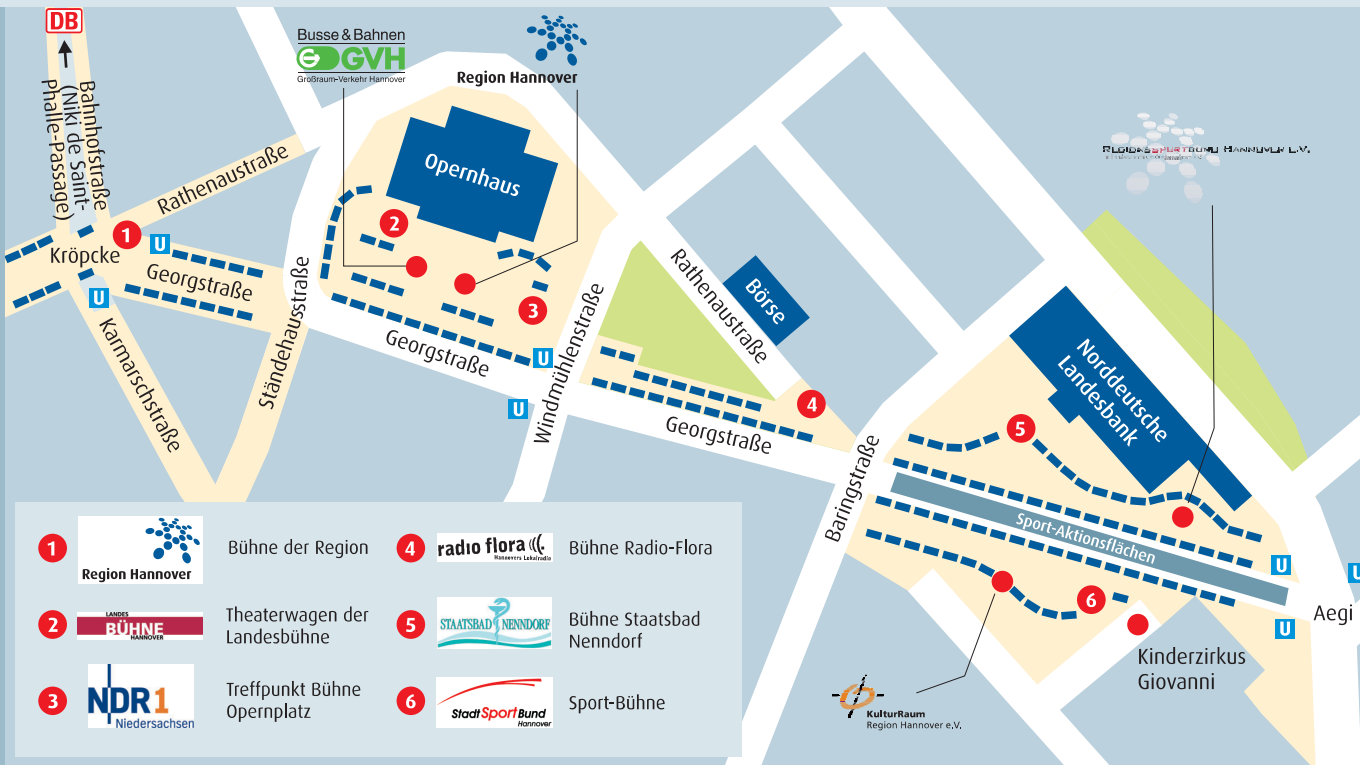 DB
Busse & Bahnen
GVH
Großraum-Verkehr Hannover
Region Hannover
REGIONSSPORTBUND HANNOVER E.V.
Bahnhofstraße
(Niki de Saint-
Phalle-Passage)
Rathenaustraße
Opernhaus
1
2
3
U
Kröpcke
Georgstraße
U
Karmarschstraße
Ständehausstraße
Georgstraße
U
U
Windmühlenstraße
Rathenaustraße
Börse
4
Georgstraße
Baringstraße
Norddeutsche
Landesbank
5
Sport-Aktionsflächen
6
U
U
U
Aegi
Kinderzirkus
Giovanni
KulturRaum
Region Hannover e.V.
1
Region Hannover
Bühne der Region
2
LANDES
BÜHNE
HANNOVER
Theaterwagen der
Landesbühne
3
NDR 1
Niedersachsen
Treffpunkt Bühne
Opernplatz
4
radio flora
Hannovers Lokalradio
Bühne Radio-Flora
5
STAATSBAD NENNDORF
Bühne Staatsbad
Nenndorf
6
StadtSportBund
Hannover
Sport-Bühne